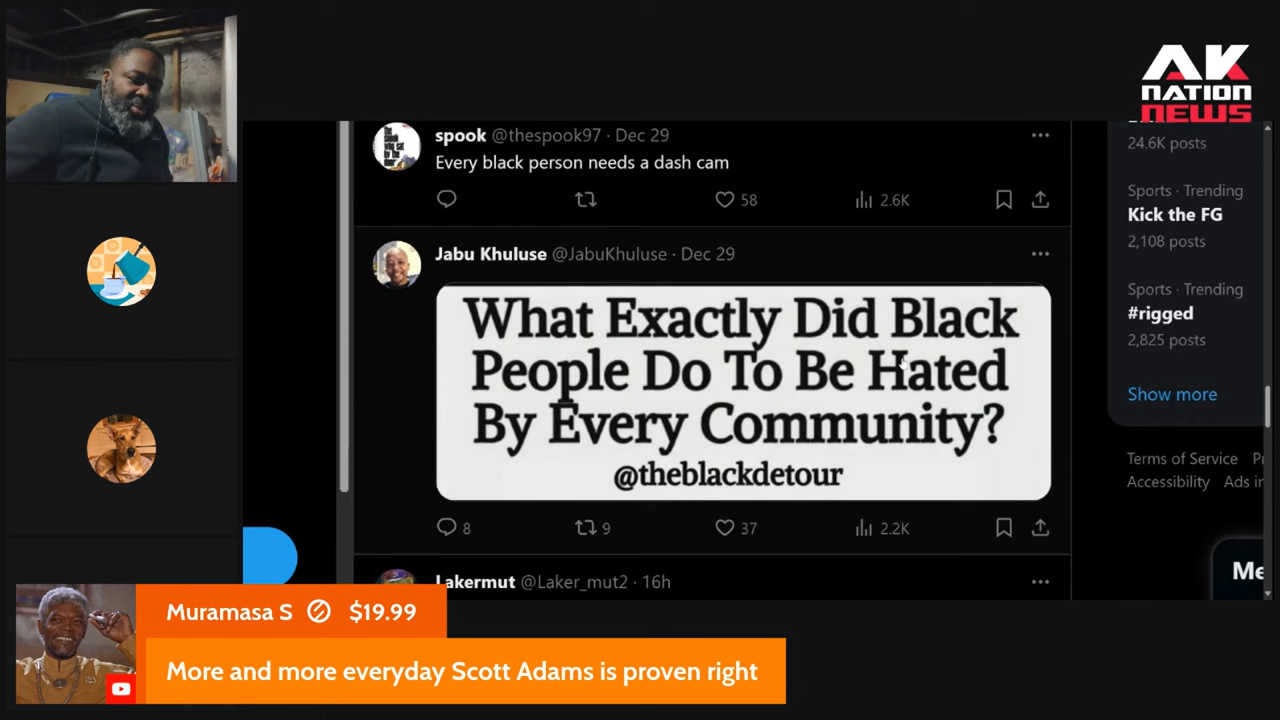 AK
NATION
NEWS
spook @thespook97 · Dec 29
Every black person needs a dash cam
58
2.6K
Jabu Khuluse @JabuKhuluse · Dec 29
What Exactly Did Black
People Do To Be Hated
By Every Community?
@theblackdetour
8
9
37
2.2K
Lakermut @Laker_mut2 · 16h
24.6K posts
Sports · Trending
Kick the FG
2,108 posts
Sports · Trending
#rigged
2,825 posts
Show more
Terms of Service
Accessibility Ads
Muramasa S $19.99
More and more everyday Scott Adams is proven right